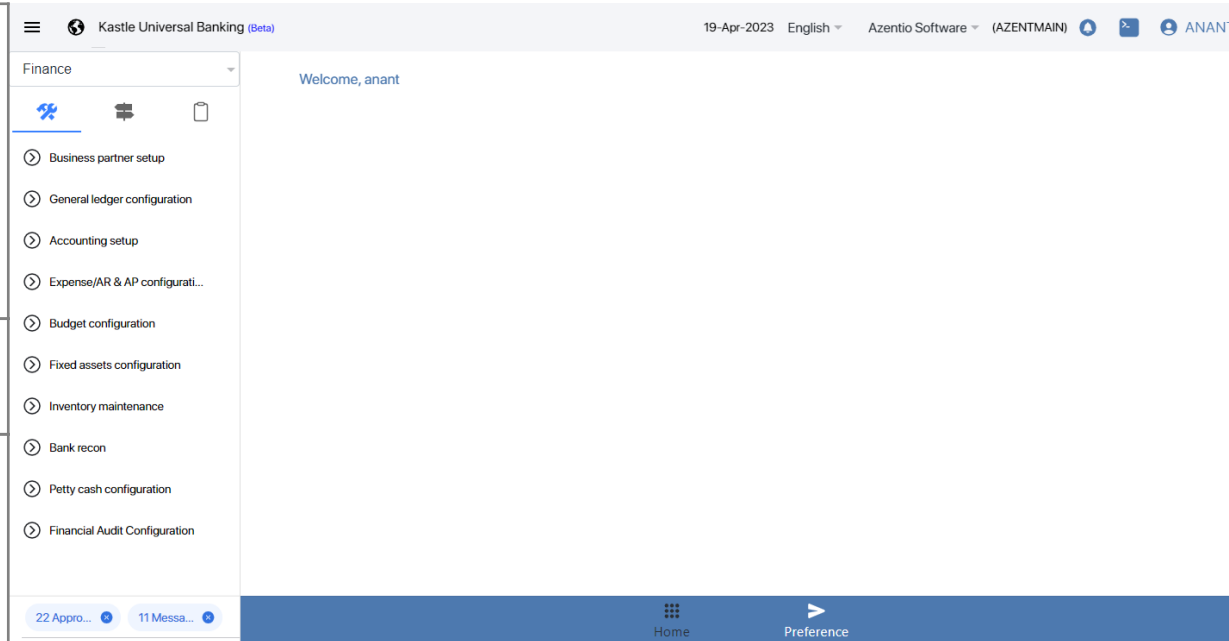 Kastle Universal Banking (Beta)
19-Apr-2023 English Azentio Software (AZENTMAIN) ANANT
Finance
Welcome, anant
Business partner setup
General ledger configuration
Accounting setup
Expense/AR & AP configurati...
Budget configuration
Fixed assets configuration
Inventory maintenance
Bank recon
Petty cash configuration
Financial Audit Configuration
22 Appro... 11 Messa...
Home Preference